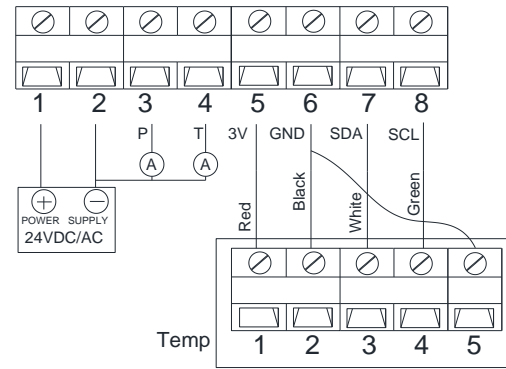 1 2 3 4 5 6 7 8
P T 3V GND SDA SCL
A A
+ −
POWER SUPPLY
24VDC/AC
Red Black White Green
Temp 1 2 3 4 5